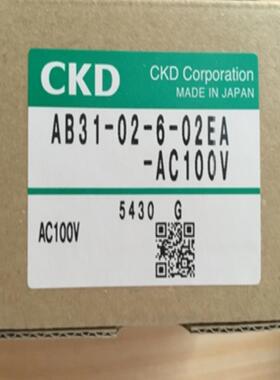 CKD
CKD Corporation
MADE IN JAPAN
AB31-02-6-02EA
-AC100V
5430 G
AC100V